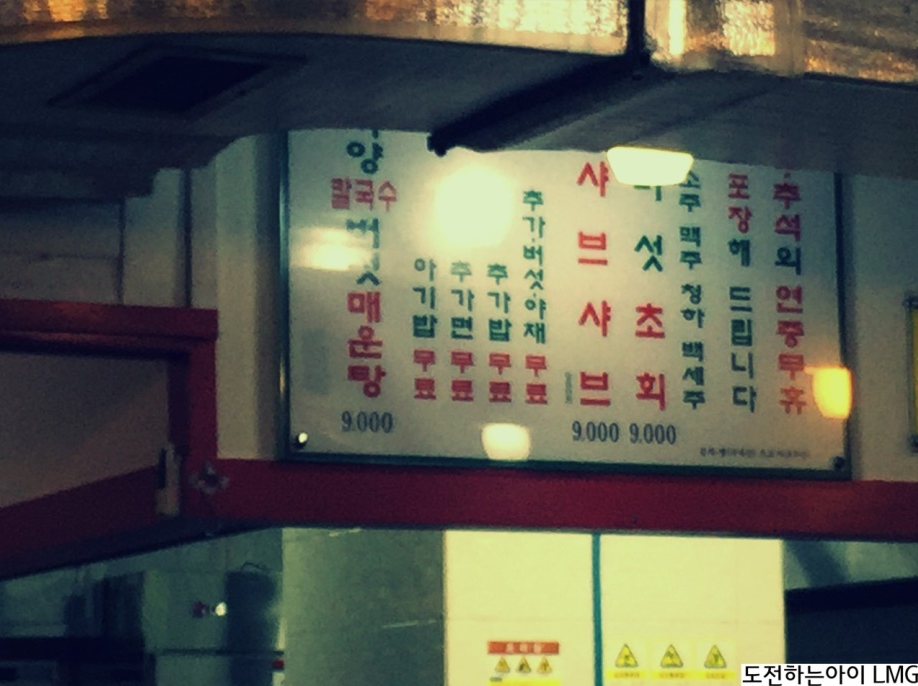 양
칼국수
버섯
매운탕
9.000
아기밥 무료
추가면 무료
추가밥 무료
추가.버섯.야채 무료
샤브샤브
9.000
버섯초회
9.000
소주 맥주 청하 백세주
포장해 드립니다
추석외 연중무휴
도전하는아이 LMG